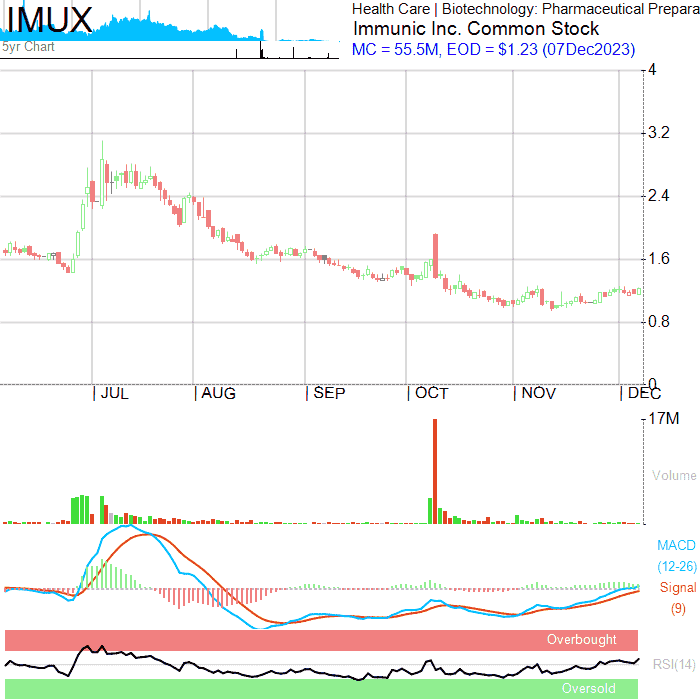 IMUX
5yr Chart
Health Care | Biotechnology: Pharmaceutical Prepara
Immunic Inc. Common Stock
MC = 55.5M, EOD = $1.23 (07Dec2023)
4
3.2
2.4
1.6
0.8
0
JUL
AUG
SEP
OCT
NOV
DEC
17M
Volume
MACD
(12-26)
Signal
(9)
Overbought
RSI(14)
Oversold